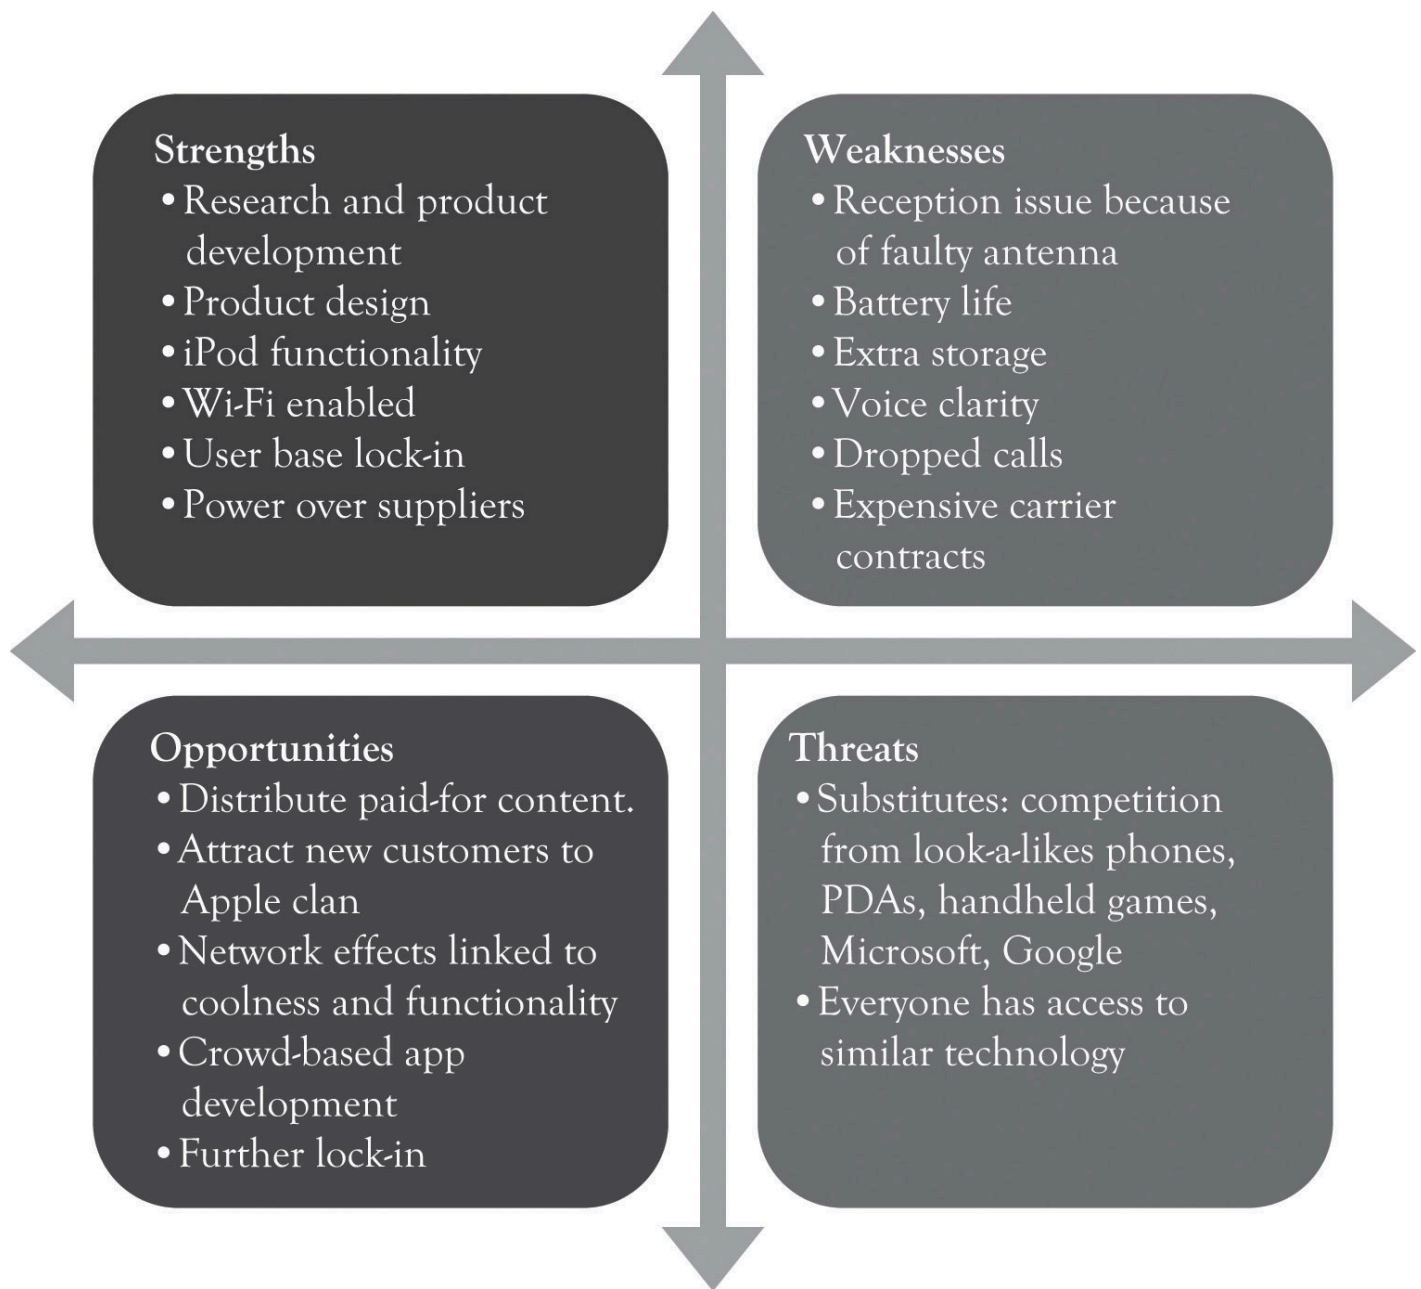 Strengths
• Research and product
development
• Product design
• iPod functionality
• Wi-Fi enabled
• User base lock-in
• Power over suppliers
Weaknesses
• Reception issue because
of faulty antenna
• Battery life
• Extra storage
• Voice clarity
• Dropped calls
• Expensive carrier
contracts
Opportunities
• Distribute paid-for content.
• Attract new customers to
Apple clan
• Network effects linked to
coolness and functionality
• Crowd-based app
development
• Further lock-in
Threats
• Substitutes: competition
from look-a-likes phones,
PDAs, handheld games,
Microsoft, Google
• Everyone has access to
similar technology